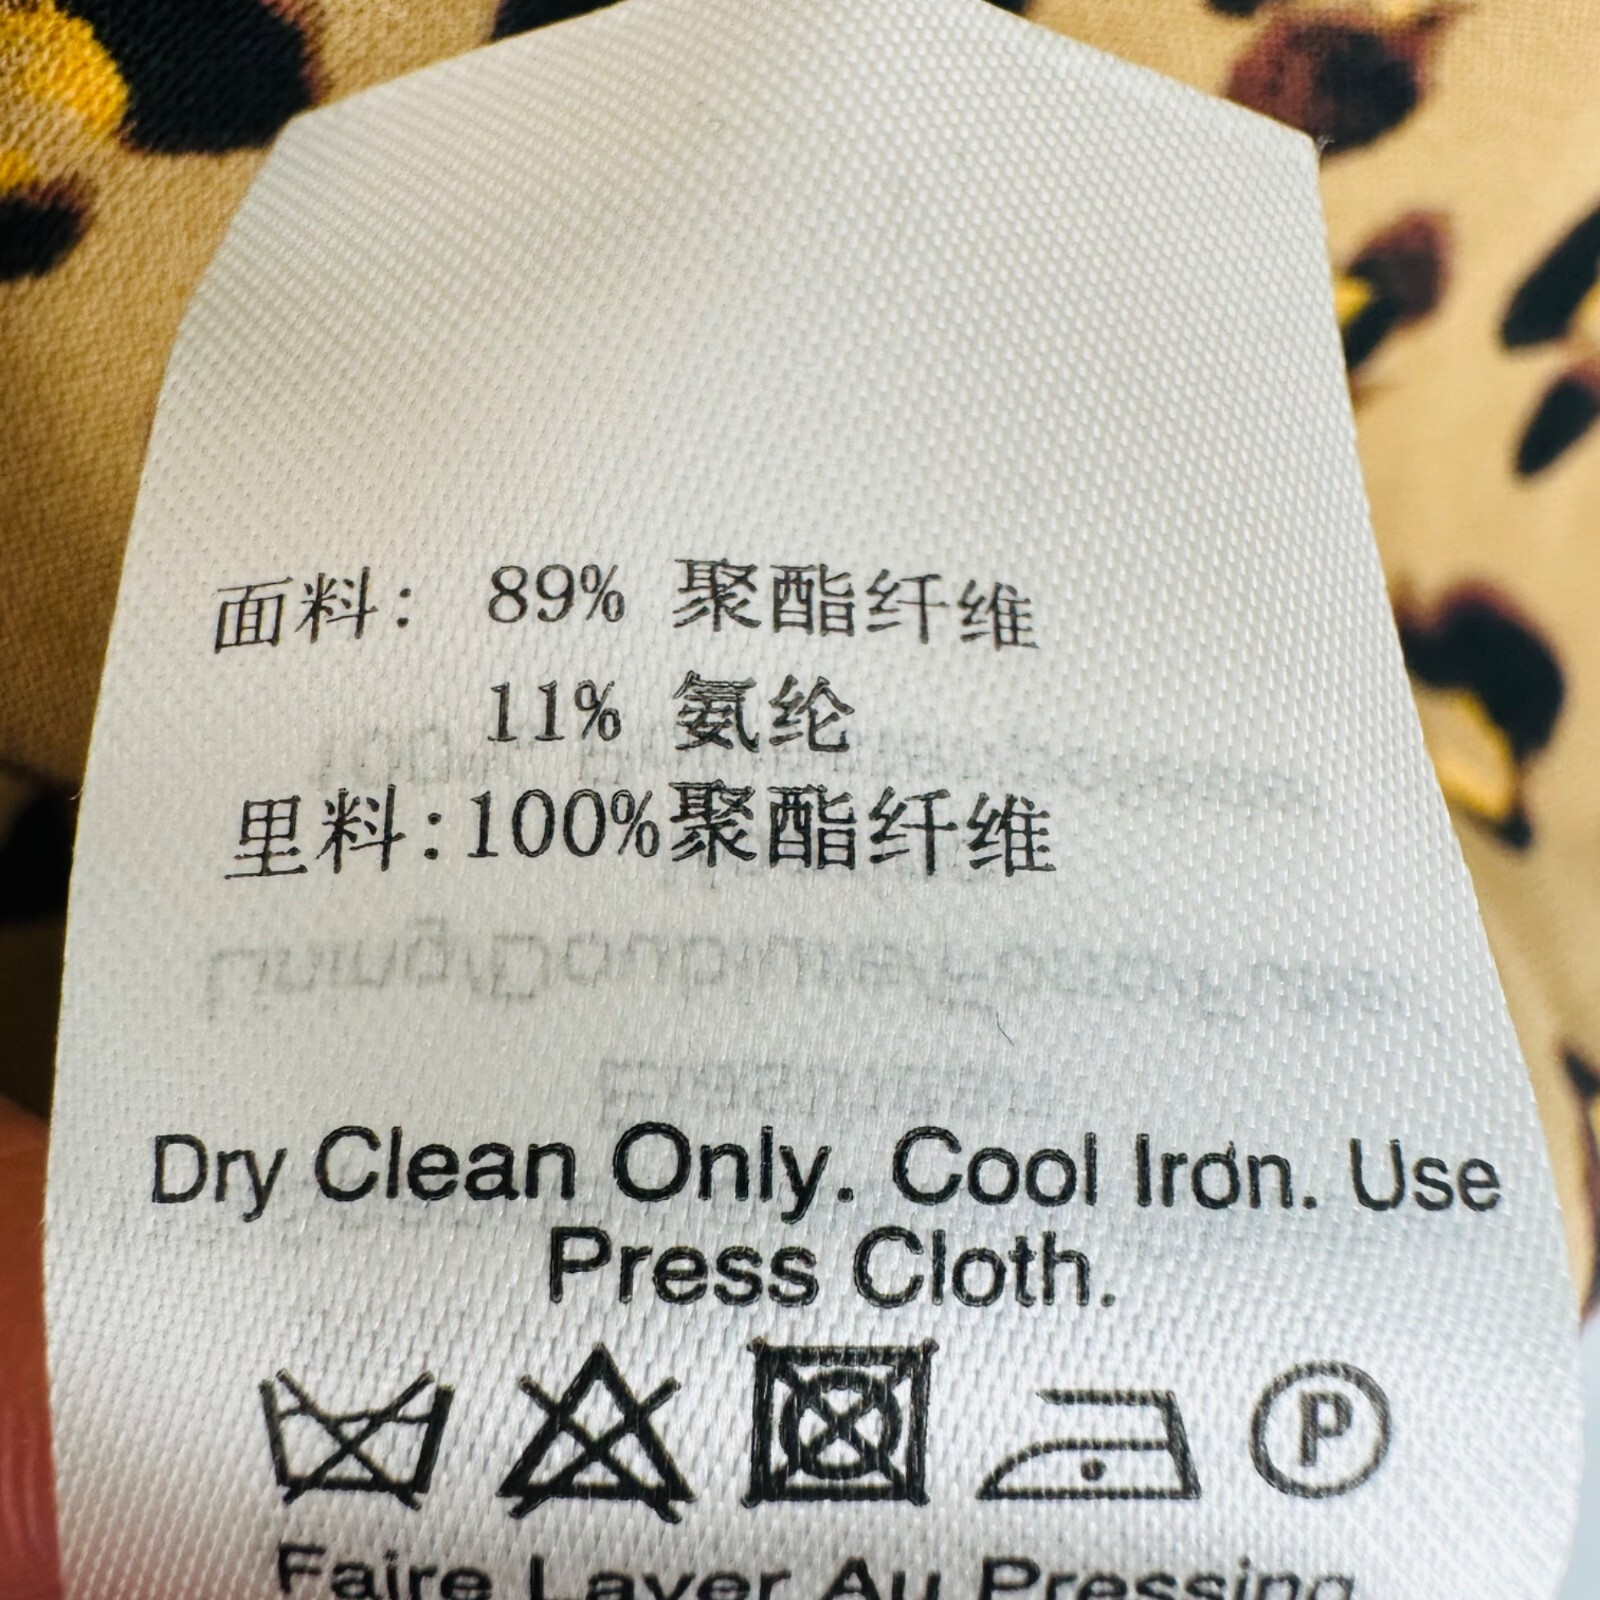 面料: 89% 聚酯纤维
11% 氨纶
里料:100%聚酯纤维
Dry Clean Only. Cool Iron. Use
Press Cloth.
P
Faire Laver Au Pressing